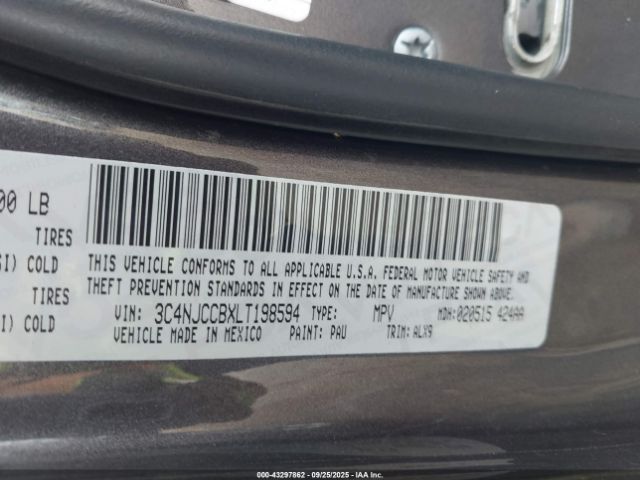 00 LB
TIRES
SI) COLD
TIRES
I) COLD
THIS VEHICLE CONFORMS TO ALL APPLICABLE U.S.A. FEDERAL MOTOR VEHICLE SAFETY AND
THEFT PREVENTION STANDARDS IN EFFECT ON THE DATE OF MANUFACTURE SHOWN ABOVE.
VIN: 3C4NJCCBXLT198594 TYPE: MPV MDH:020515 424AA
VEHICLE MADE IN MEXICO PAINT: PAU TRIM: ALX9
000-43297862 - 09/25/2025 - IAA Inc.